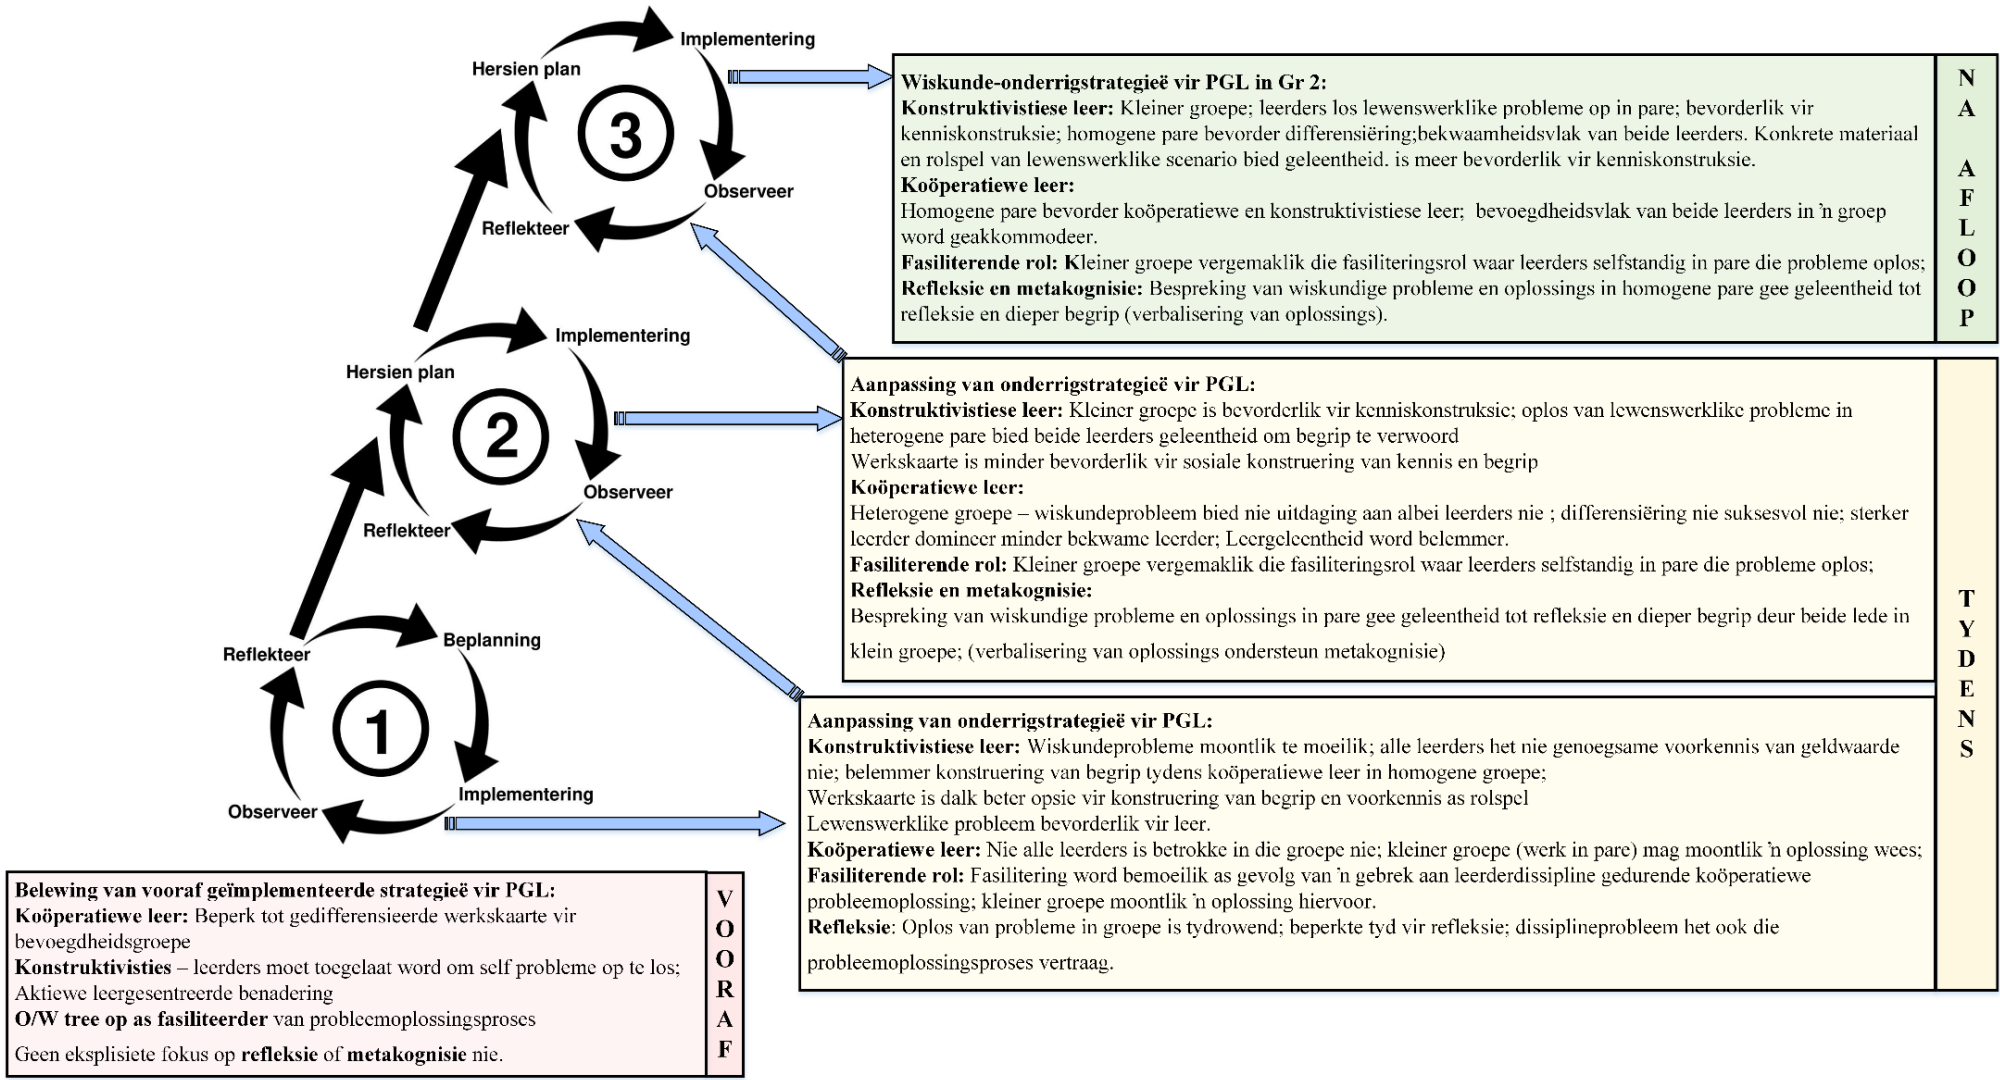 Implementering
Hersien plan
3
Observeer
Reflekteer
Wiskunde-onderrigstrategieë vir PGL in Gr 2:
Konstruktivistiese leer: Kleiner groepe; leerders los lewenswerklike probleme op in pare; bevorderlik vir
kenniskonstruksie; homogene pare bevorder differensiëring;bekwaamheidsvlak van beide leerders. Konkrete materiaal
en rolspel van lewenswerklike scenario bied geleentheid. is meer bevorderlik vir kenniskonstruksie.
Koöperatiewe leer:
Homogene pare bevorder koöperatiewe en konstruktivistiese leer; bevoegdheidsvlak van beide leerders in 'n groep
word geakkommodeer.
Fasiliterende rol: Kleiner groepe vergemaklik die fasiliteringsrol waar leerders selfstandig in pare die probleme oplos;
Refleksie en metakognisie: Bespreking van wiskundige probleme en oplossings in homogene pare gee geleentheid tot
refleksie en dieper begrip (verbalisering van oplossings).
N
A
A
F
L
O
O
P
Implementering
Hersien plan
2
Observeer
Reflekteer
Aanpassing van onderrigstrategieë vir PGL:
Konstruktivistiese leer: Kleiner groepe is bevorderlik vir kenniskonstruksie; oplos van lewenswerklike probleme in
heterogene pare bied beide leerders geleentheid om begrip te verwoord
Werkskaarte is minder bevorderlik vir sosiale konstruering van kennis en begrip
Koöperatiewe leer:
Heterogene groepe – wiskundeprobleem bied nie uitdaging aan albei leerders nie ; differensiëring nie suksesvol nie; sterker
leerder domineer minder bekwame leerder; Leergeleentheid word belemmer.
Fasiliterende rol: Kleiner groepe vergemaklik die fasiliteringsrol waar leerders selfstandig in pare die probleme oplos;
Refleksie en metakognisie:
Bespreking van wiskundige probleme en oplossings in pare gee geleentheid tot refleksie en dieper begrip deur beide lede in
klein groepe; (verbalisering van oplossings ondersteun metakognisie)
T
Y
D
E
N
S
Reflekteer
Beplanning
1
Implementering
Observeer
Aanpassing van onderrigstrategieë vir PGL:
Konstruktivistiese leer: Wiskundeprobleme moontlik te moeilik; alle leerders het nie genoegsame voorkennis van geldwaarde
nie; belemmer konstruering van begrip tydens koöperatiewe leer in homogene groepe;
Werkskaarte is dalk beter opsie vir konstruering van begrip en voorkennis as rolspel
Lewenswerklike probleem bevorderlik vir leer.
Koöperatiewe leer: Nie alle leerders is betrokke in die groepe nie; kleiner groepe (werk in pare) mag moontlik 'n oplossing wees;
Fasiliterende rol: Fasilitering word bemoeilik as gevolg van 'n gebrek aan leerderdissipline gedurende koöperatiewe
probleemoplossing; kleiner groepe moontlik 'n oplossing hiervoor.
Refleksie: Oplos van probleme in groepe is tydrowend; beperkte tyd vir refleksie; dissiplineprobleem het ook die
probleemoplossingsproses vertraag.
Belewing van vooraf geïmplementeerde strategieë vir PGL:
Koöperatiewe leer: Beperk tot gedifferensieerde werkskaarte vir
bevoegdheidsgroepe
Konstruktivisties – leerders moet toegelaat word om self probleme op te los;
Aktiewe leergesentreerde benadering
O/W tree op as fasiliteerder van probleemoplossingsproses
Geen eksplisiete fokus op refleksie of metakognisie nie.
V
O
O
R
A
F